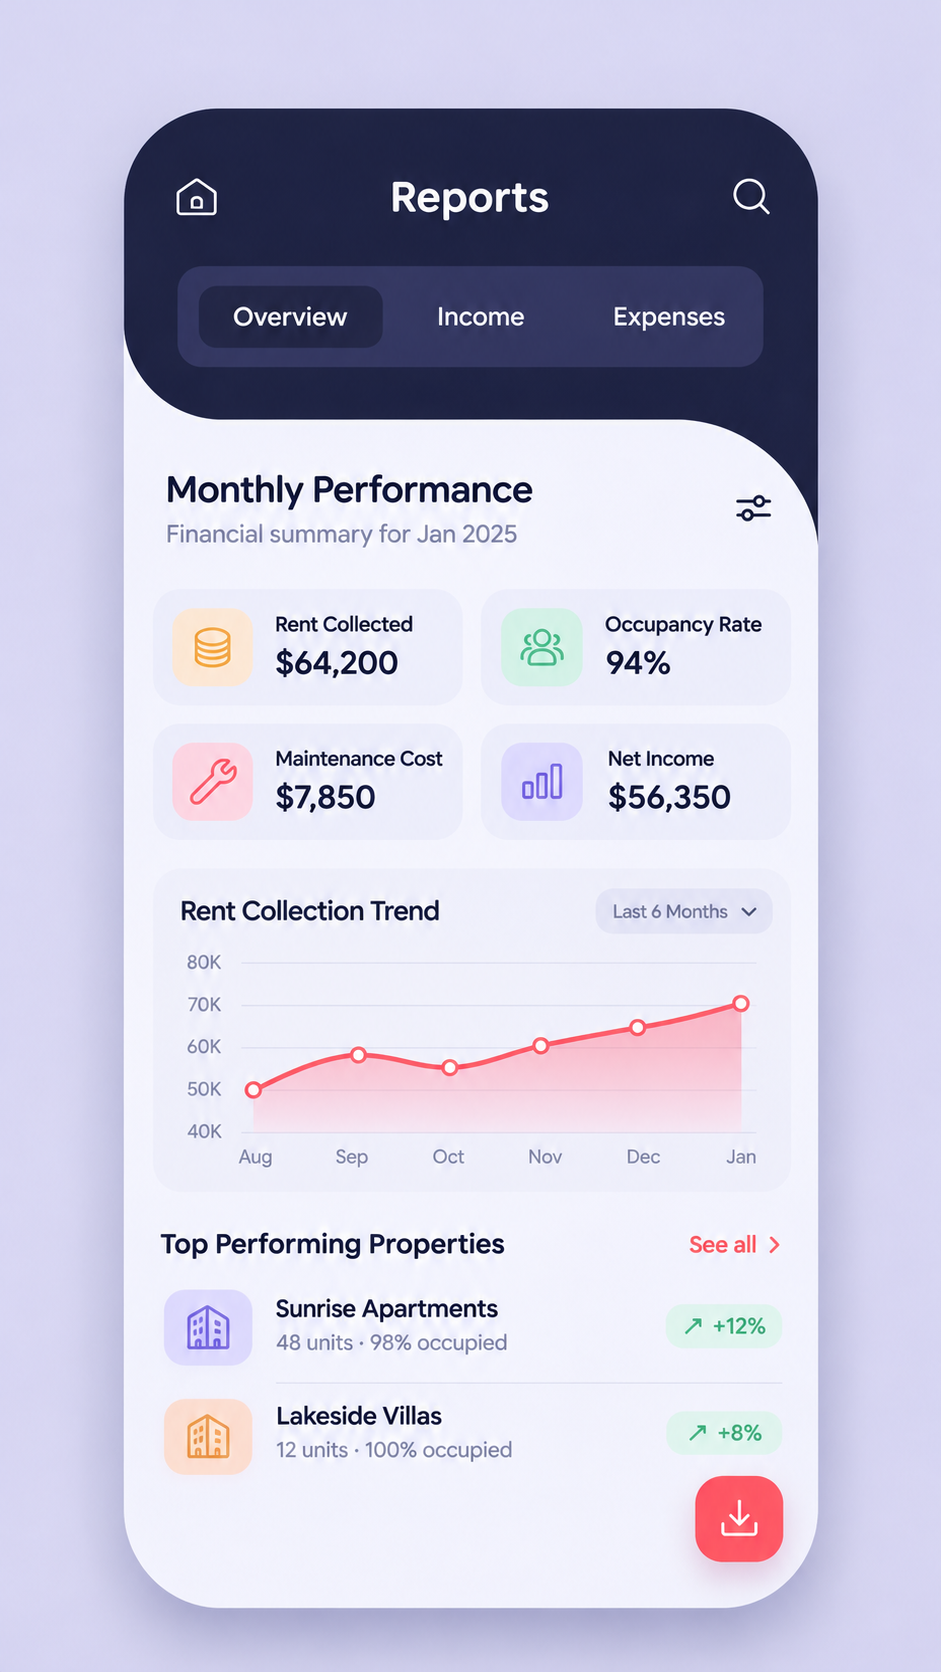 Reports
Overview Income Expenses
Monthly Performance
Financial summary for Jan 2025
Rent Collected
$64,200
Occupancy Rate
94%
Maintenance Cost
$7,850
Net Income
$56,350
Rent Collection Trend
Last 6 Months
80K
70K
60K
50K
40K
Aug Sep Oct Nov Dec Jan
Top Performing Properties
See all
Sunrise Apartments
48 units · 98% occupied
+12%
Lakeside Villas
12 units · 100% occupied
+8%